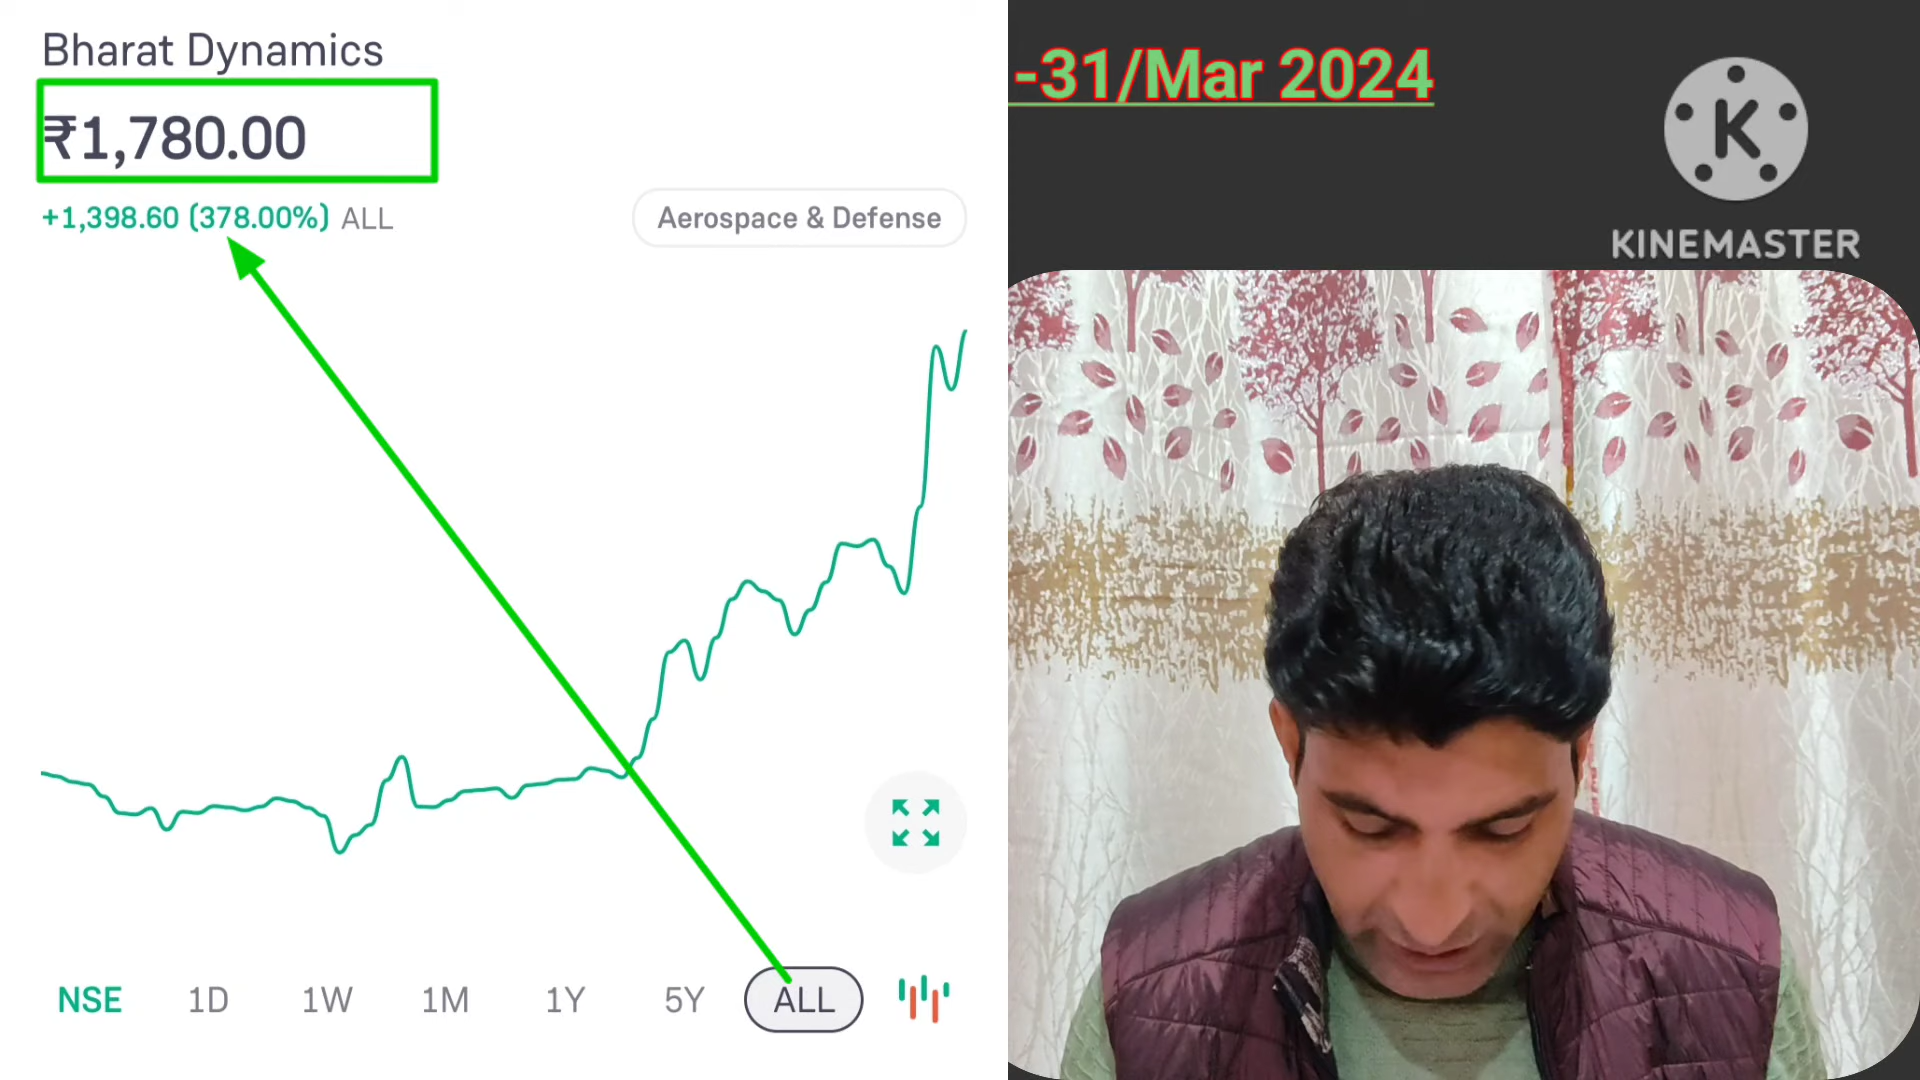 Bharat Dynamics
₹1,780.00
+1,398.60 (378.00%) ALL
Aerospace & Defense
NSE 1D 1W 1M 1Y 5Y ALL
-31/Mar 2024
K
KINEMASTER